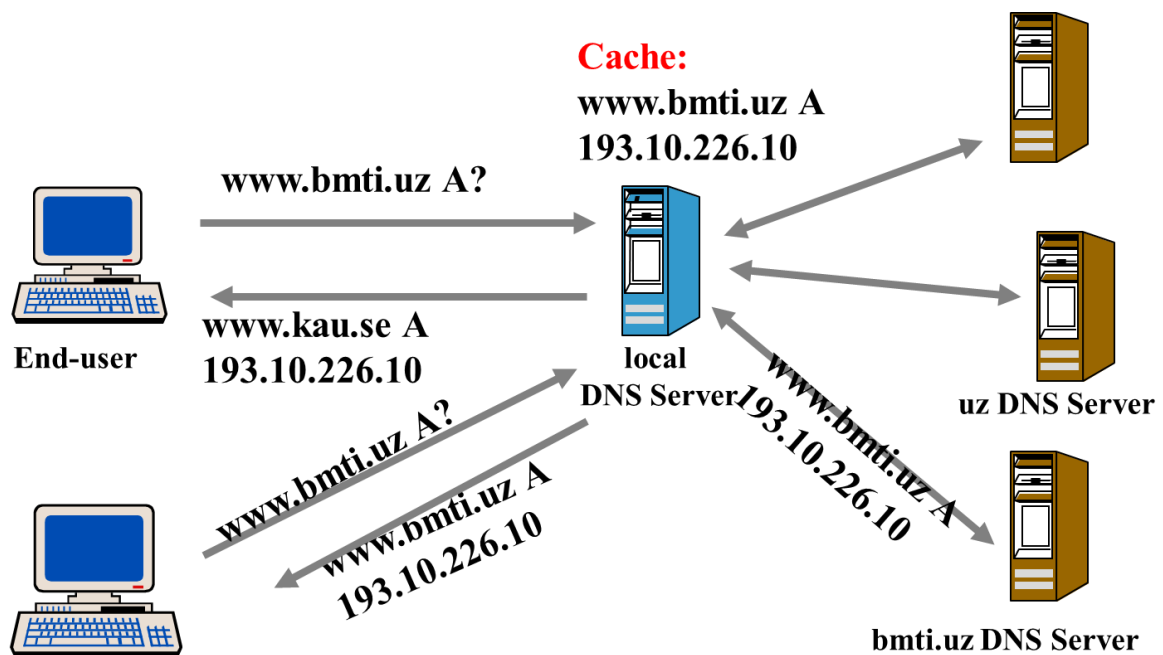 Cache:
www.bmti.uz A
193.10.226.10
www.bmti.uz A?
www.kau.se A
193.10.226.10
End-user
local
DNS Server
uz DNS Server
www.bmti.uz A
193.10.226.10
www.bmti.uz A?
www.bmti.uz A
193.10.226.10
bmti.uz DNS Server